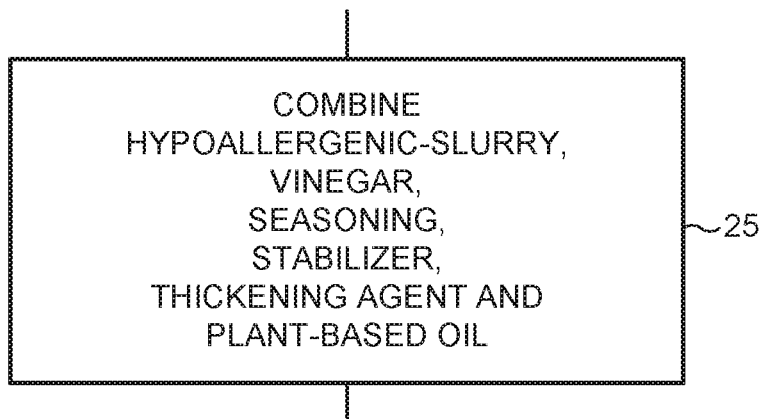 COMBINE
HYPOALLERGENIC-SLURRY,
VINEGAR,
SEASONING,
STABILIZER,
THICKENING AGENT AND
PLANT-BASED OIL
25